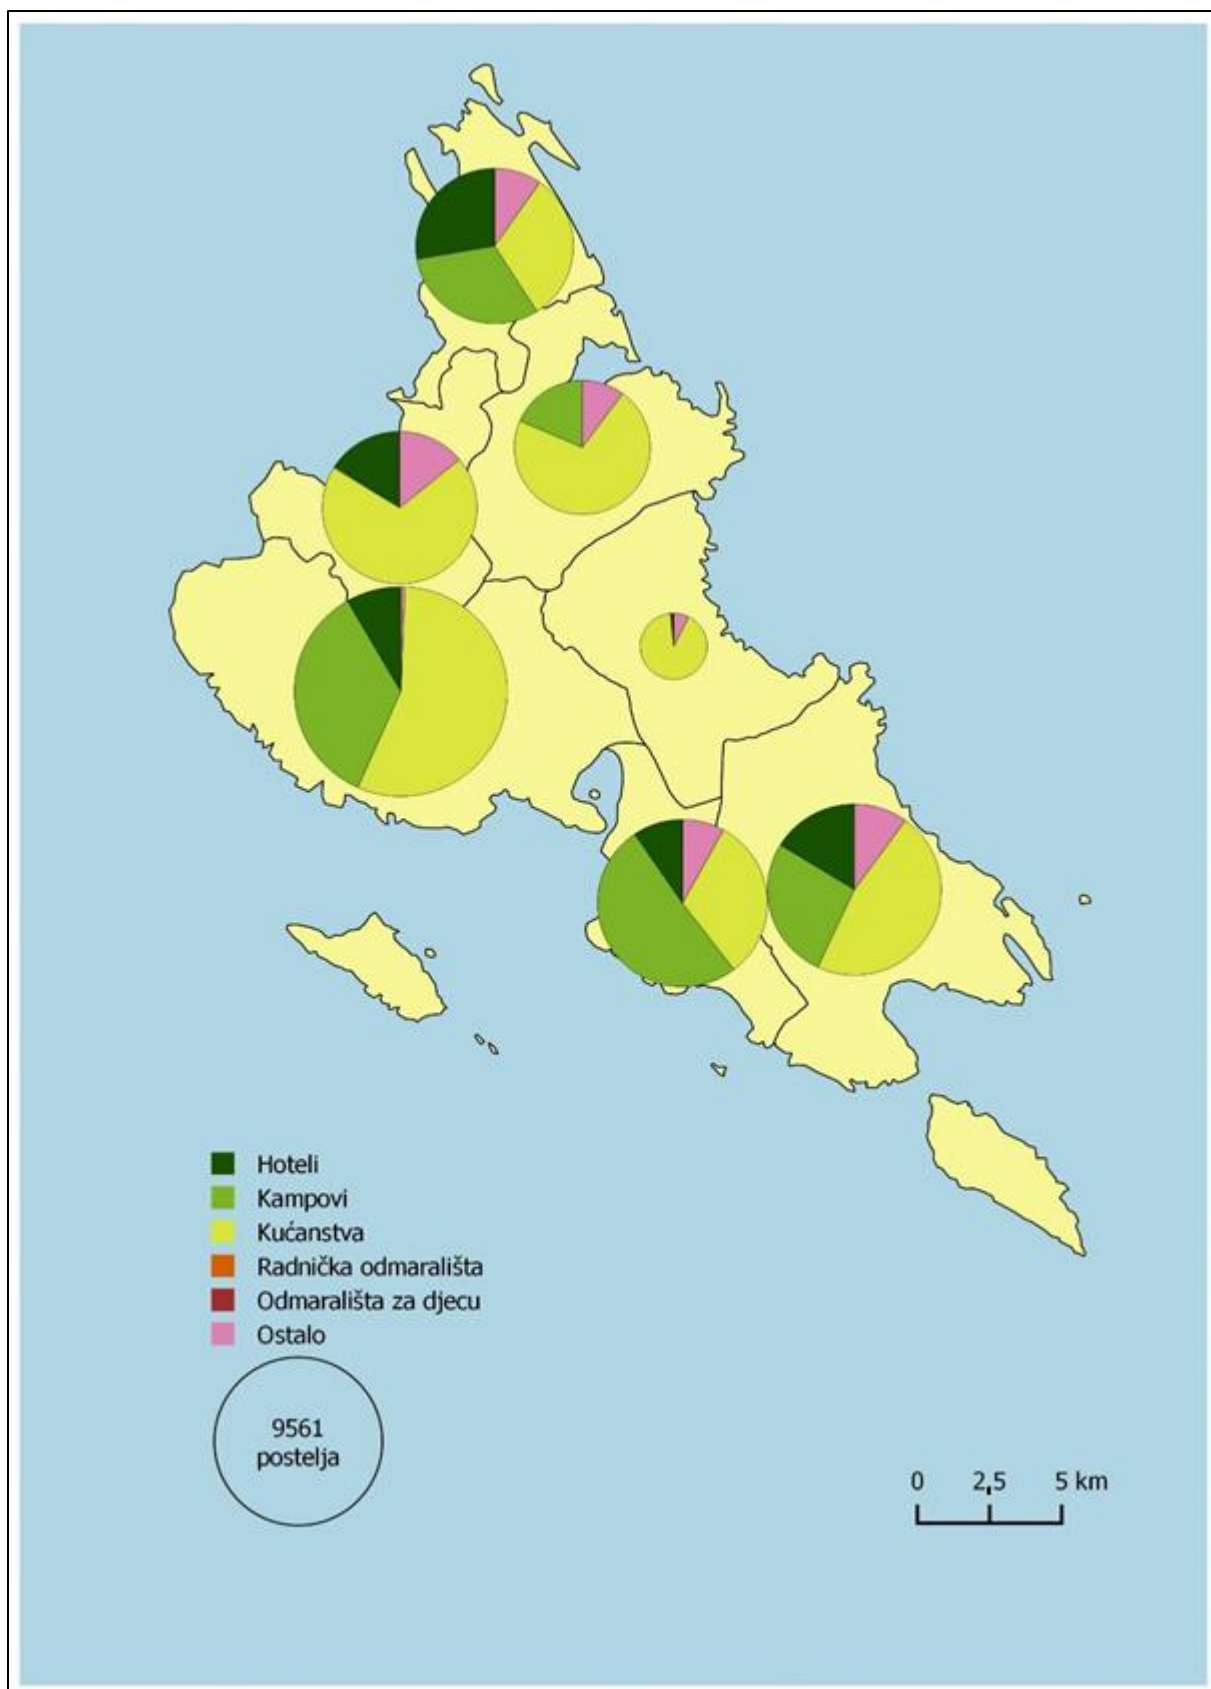 Hoteli
Kampovi
Kućanstva
Radnička odmarališta
Odmarališta za djecu
Ostalo
9561
postelja
0 2,5 5 km